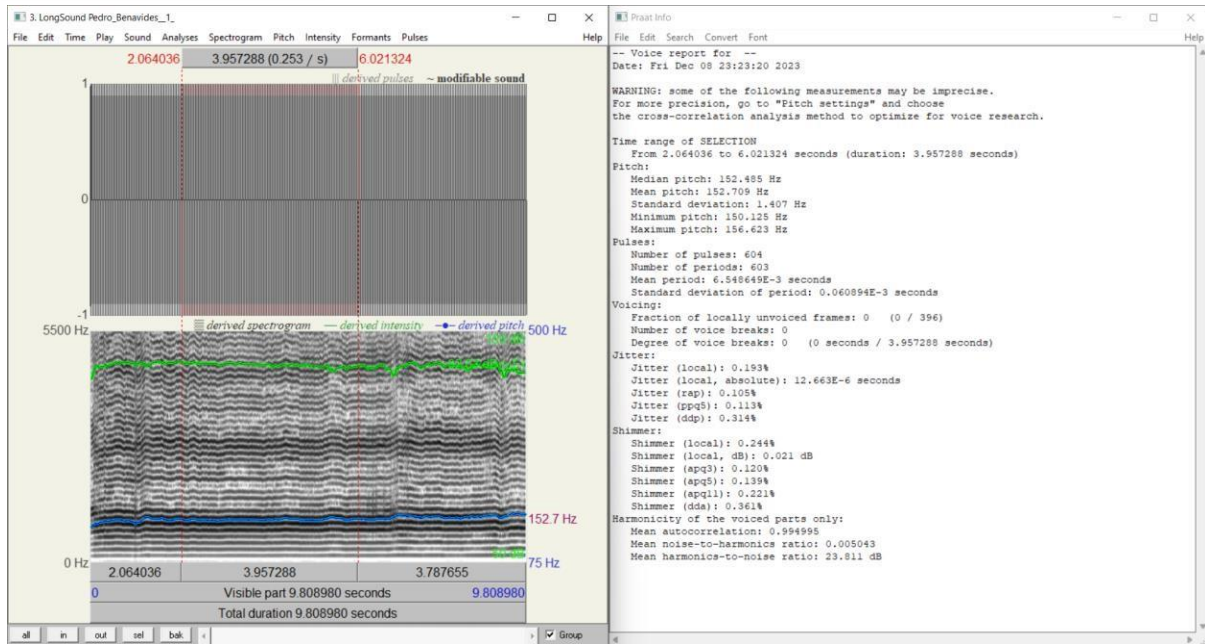 3. LongSound Pedro_Benavides__1_
File Edit Time Play Sound Analyses Spectrogram Pitch Intensity Formants Pulses Help
2.064036 3.957288 (0.253 / s) 6.021324
derived pulses ~ modifiable sound
1
0
-1
5500 Hz derived spectrogram derived intensity derived pitch 500 Hz
152.7 Hz
0 Hz 75 Hz
2.064036 3.957288 3.787655
0 Visible part 9.808980 seconds 9.808980
Total duration 9.808980 seconds
all in out sel bak Group
Praat Info
File Edit Search Convert Font Help
-- Voice report for --
Date: Fri Dec 08 23:23:20 2023
WARNING: some of the following measurements may be imprecise.
For more precision, go to "Pitch settings" and choose
the cross-correlation analysis method to optimize for voice research.
Time range of SELECTION
From 2.064036 to 6.021324 seconds (duration: 3.957288 seconds)
Pitch:
Median pitch: 152.485 Hz
Mean pitch: 152.709 Hz
Standard deviation: 1.407 Hz
Minimum pitch: 150.125 Hz
Maximum pitch: 156.623 Hz
Pulses:
Number of pulses: 604
Number of periods: 603
Mean period: 6.548649E-3 seconds
Standard deviation of period: 0.060894E-3 seconds
Voicing:
Fraction of locally unvoiced frames: 0 (0 / 396)
Number of voice breaks: 0
Degree of voice breaks: 0 (0 seconds / 3.957288 seconds)
Jitter:
Jitter (local): 0.193%
Jitter (local, absolute): 12.663E-6 seconds
Jitter (rap): 0.105%
Jitter (ppq5): 0.113%
Jitter (ddp): 0.314%
Shimmer:
Shimmer (local): 0.244%
Shimmer (local, dB): 0.021 dB
Shimmer (apq3): 0.120%
Shimmer (apq5): 0.139%
Shimmer (apq11): 0.221%
Shimmer (dda): 0.361%
Harmonicity of the voiced parts only:
Mean autocorrelation: 0.994995
Mean noise-to-harmonics ratio: 0.005043
Mean harmonics-to-noise ratio: 23.811 dB